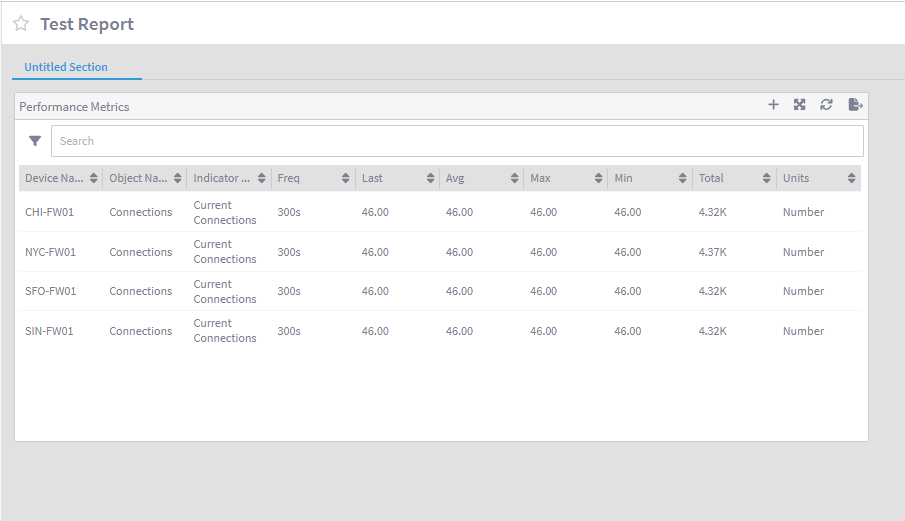 Test Report
Untitled Section
Performance Metrics
Search
Device Na... Object Na... Indicator ... Freq Last Avg Max Min Total Units
CHI-FW01 Connections Current Connections 300s 46.00 46.00 46.00 46.00 4.32K Number
NYC-FW01 Connections Current Connections 300s 46.00 46.00 46.00 46.00 4.37K Number
SFO-FW01 Connections Current Connections 300s 46.00 46.00 46.00 46.00 4.32K Number
SIN-FW01 Connections Current Connections 300s 46.00 46.00 46.00 46.00 4.32K Number